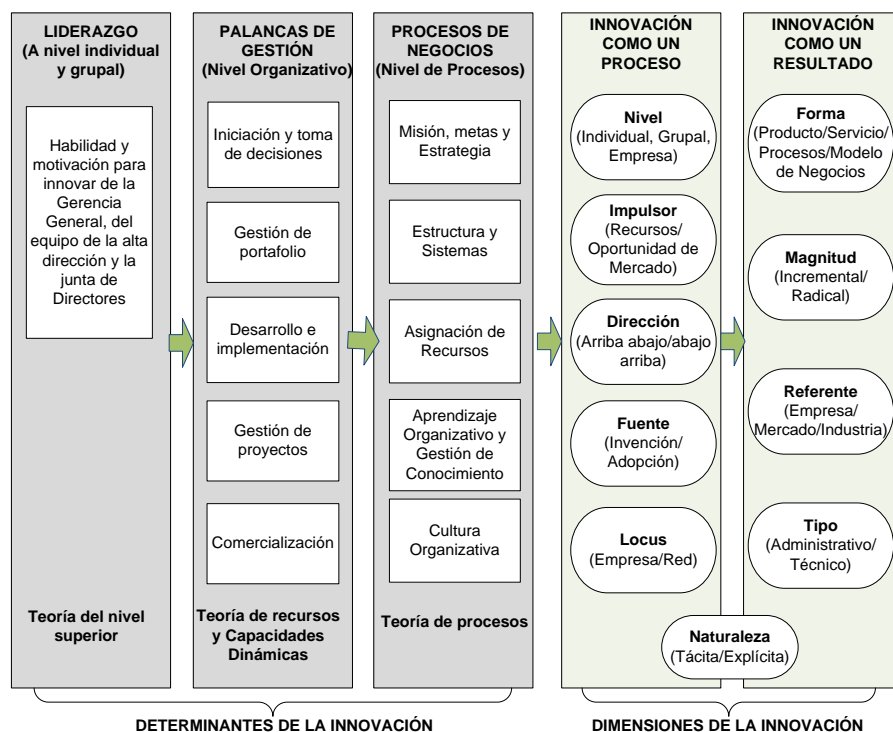 LIDERAZGO
(A nivel individual
y grupal)
Habilidad y
motivación para
innovar de la
Gerencia
General, del
equipo de la alta
dirección y la
junta de
Directores
Teoría del nivel
superior
PALANCAS DE
GESTIÓN
(Nivel Organizativo)
Iniciación y toma
de decisiones
Gestión de
portafolio
Desarrollo e
implementación
Gestión de
proyectos
Comercialización
Teoría de recursos
y Capacidades
Dinámicas
PROCESOS DE
NEGOCIOS
(Nivel de Procesos)
Misión, metas y
Estrategia
Estructura y
Sistemas
Asignación de
Recursos
Aprendizaje
Organizativo y
Gestión de
Conocimiento
Cultura
Organizativa
Teoría de procesos
INNOVACIÓN
COMO UN
PROCESO
Nivel
(Individual, Grupal,
Empresa)
Impulsor
(Recursos/
Oportunidad de
Mercado)
Dirección
(Arriba abajo/abajo
arriba)
Fuente
(Invención/
Adopción)
Locus
(Empresa/Red)
INNOVACIÓN
COMO UN
RESULTADO
Forma
(Producto/Servicio/
Procesos/Modelo
de Negocios
Magnitud
(Incremental/
Radical)
Referente
(Empresa/
Mercado/Industria)
Tipo
(Administrativo/
Técnico)
Naturaleza
(Tácita/Explícita)
DETERMINANTES DE LA INNOVACIÓN
DIMENSIONES DE LA INNOVACIÓN